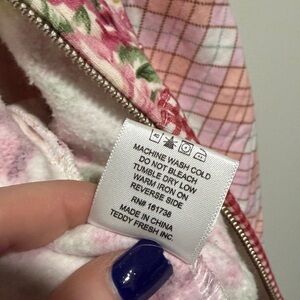 MACHINE WASH COLD
DO NOT BLEACH
TUMBLE DRY LOW
WARM IRON ON
REVERSE SIDE
RN# 161738
MADE IN CHINA
TEDDY FRESH INC.